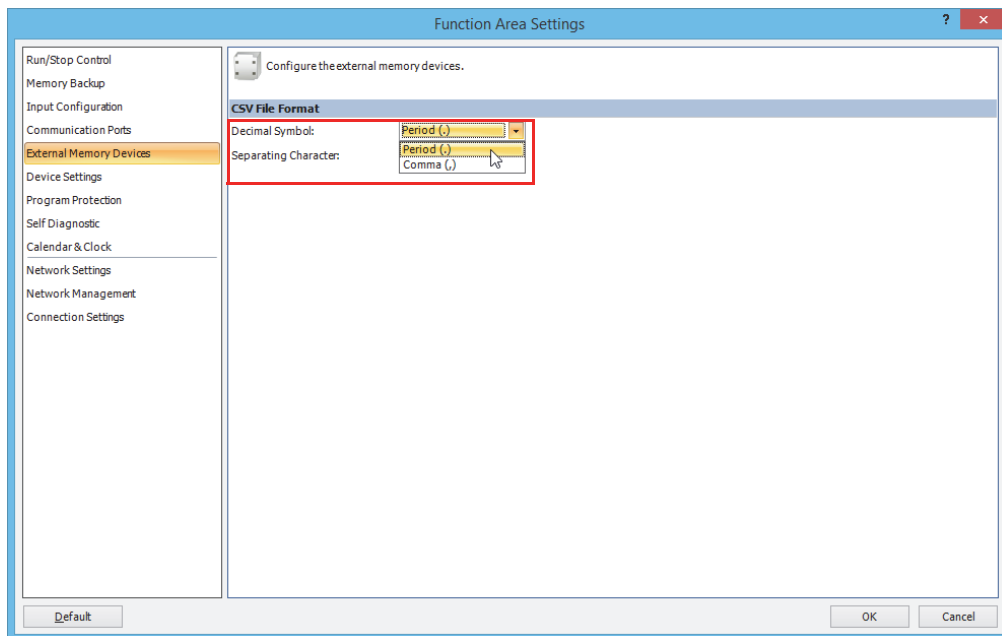 Function Area Settings
?
Run/Stop Control
Memory Backup
Input Configuration
Communication Ports
External Memory Devices
Device Settings
Program Protection
Self Diagnostic
Calendar & Clock
Network Settings
Network Management
Connection Settings
Configure the external memory devices.
CSV File Format
Decimal Symbol:
Period (.)
Separating Character:
Period (.)
Comma (,)
Default
OK
Cancel